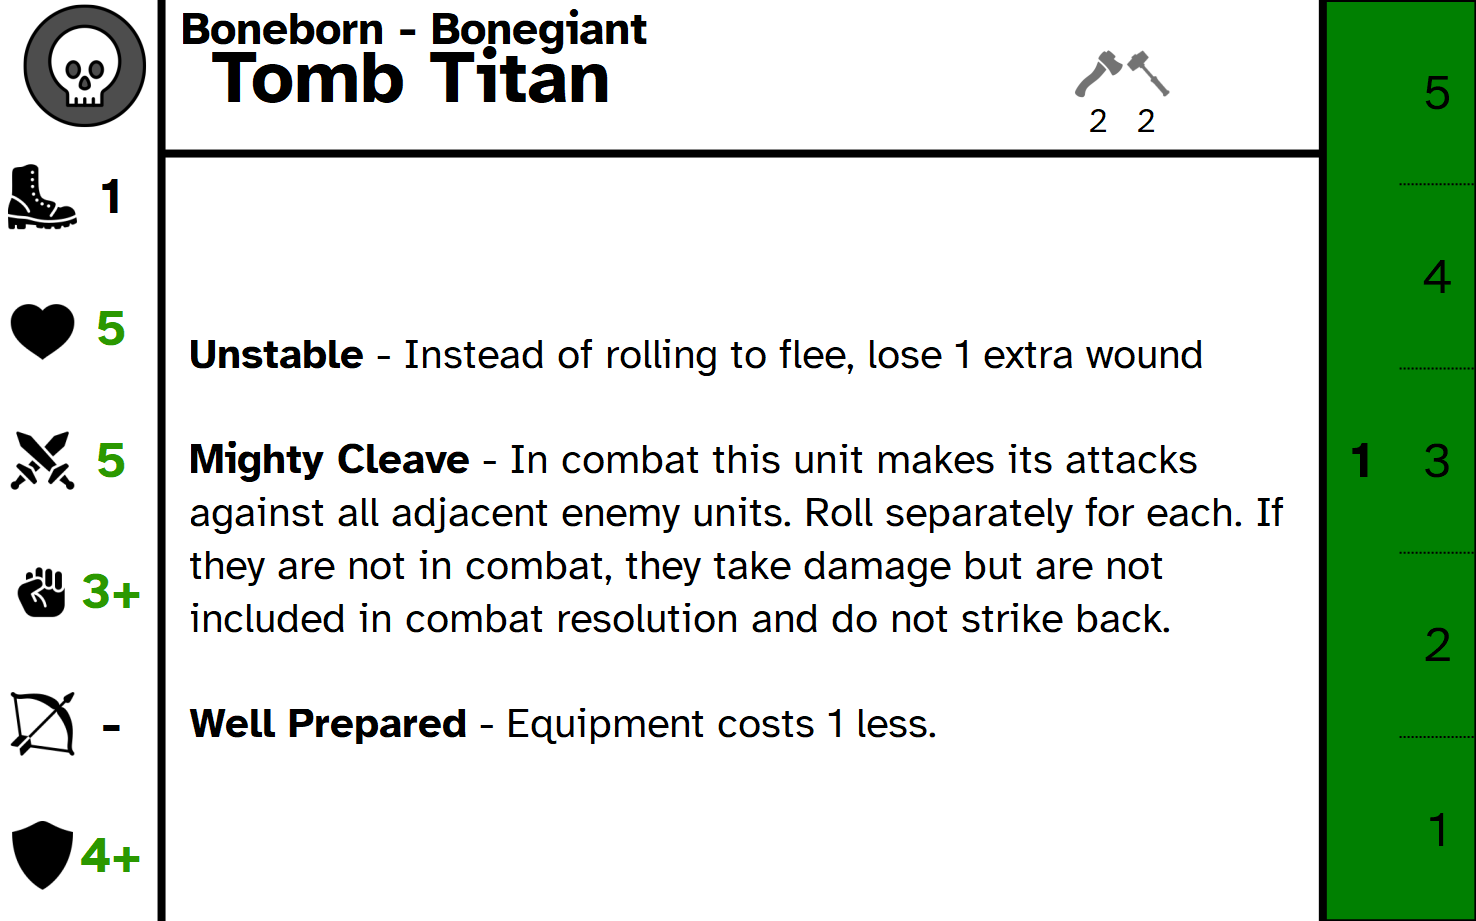 Boneborn - Bonegiant
Tomb Titan
2 2
1
5
5
3+
-
4+
Unstable - Instead of rolling to flee, lose 1 extra wound
Mighty Cleave - In combat this unit makes its attacks
against all adjacent enemy units. Roll separately for each. If
they are not in combat, they take damage but are not
included in combat resolution and do not strike back.
Well Prepared - Equipment costs 1 less.
5
4
1 3
2
1